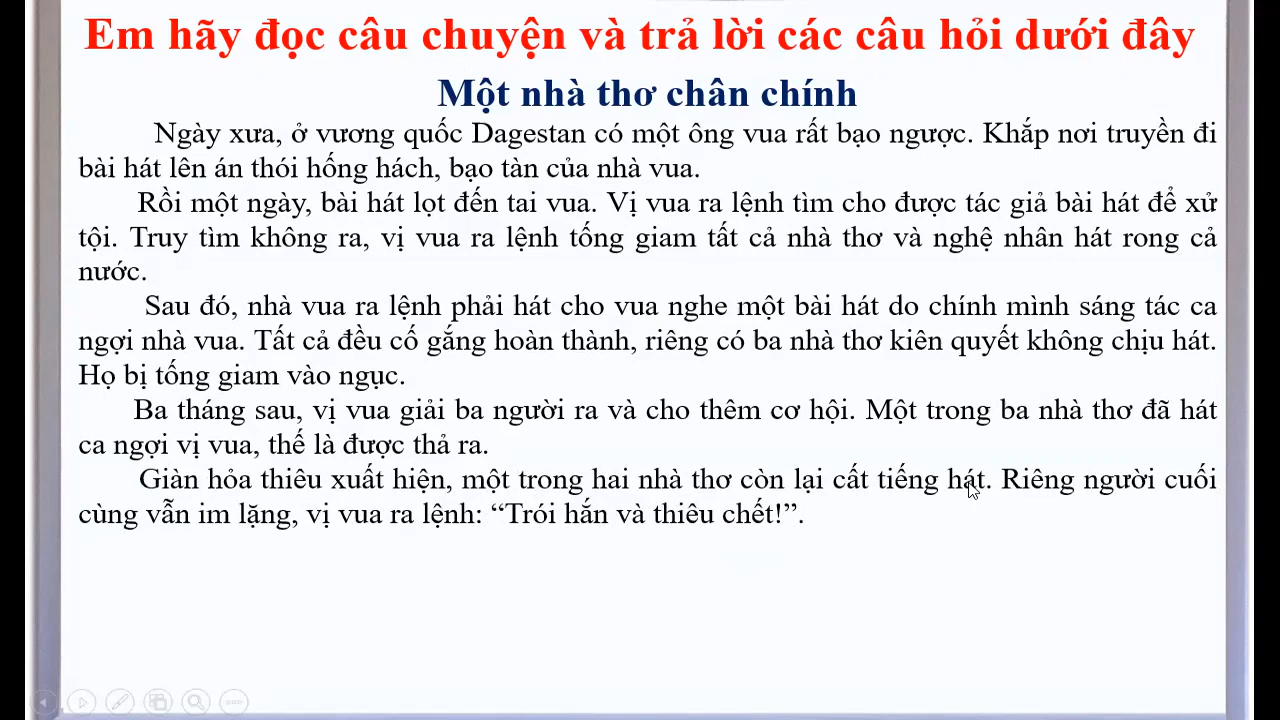 Em hãy đọc câu chuyện và trả lời các câu hỏi dưới đây
Một nhà thơ chân chính
Ngày xưa, ở vương quốc Dagestan có một ông vua rất bạo ngược. Khắp nơi truyền đi
bài hát lên án thói hống hách, bạo tàn của nhà vua.
Rồi một ngày, bài hát lọt đến tai vua. Vị vua ra lệnh tìm cho được tác giả bài hát để xử
tội. Truy tìm không ra, vị vua ra lệnh tống giam tất cả nhà thơ và nghệ nhân hát rong cả
nước.
Sau đó, nhà vua ra lệnh phải hát cho vua nghe một bài hát do chính mình sáng tác ca
ngợi nhà vua. Tất cả đều cố gắng hoàn thành, riêng có ba nhà thơ kiên quyết không chịu hát.
Họ bị tống giam vào ngục.
Ba tháng sau, vị vua giải ba người ra và cho thêm cơ hội. Một trong ba nhà thơ đã hát
ca ngợi vị vua, thế là được thả ra.
Giàn hỏa thiêu xuất hiện, một trong hai nhà thơ còn lại cất tiếng hát. Riêng người cuối
cùng vẫn im lặng, vị vua ra lệnh: “Trói hắn và thiêu chết!”.